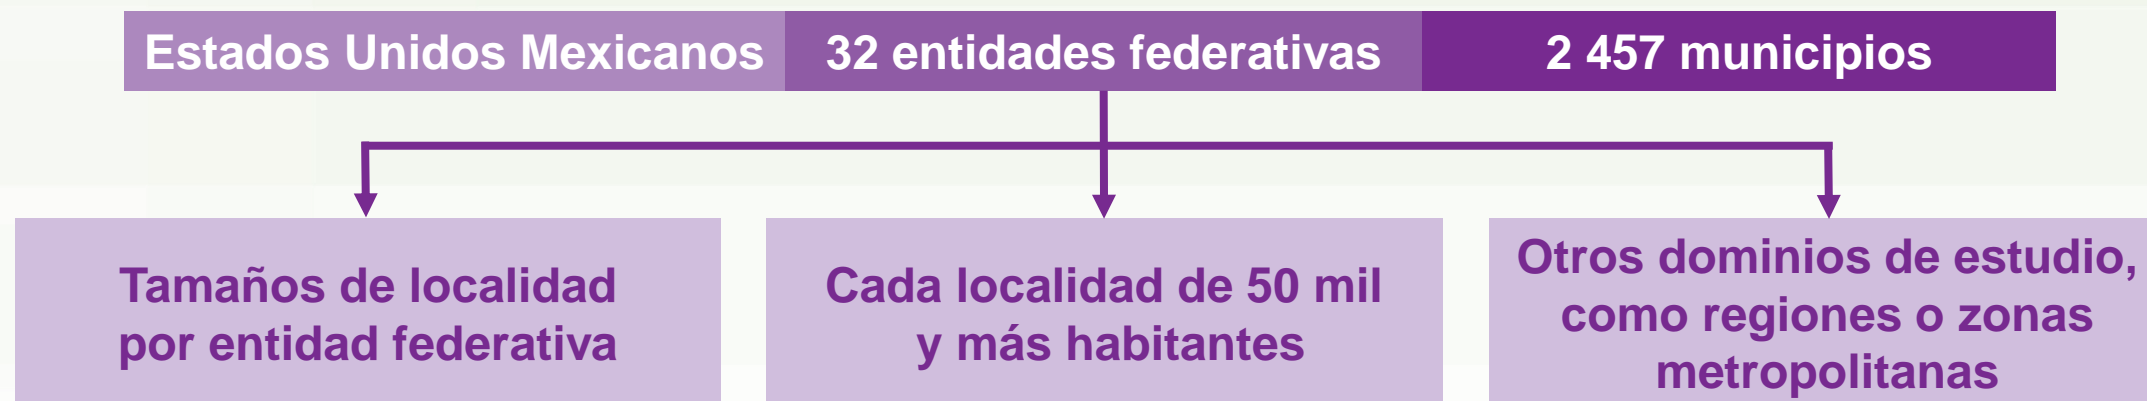 Estados Unidos Mexicanos
32 entidades federativas
2 457 municipios
Tamaños de localidad
por entidad federativa
Cada localidad de 50 mil
y más habitantes
Otros dominios de estudio,
como regiones o zonas
metropolitanas